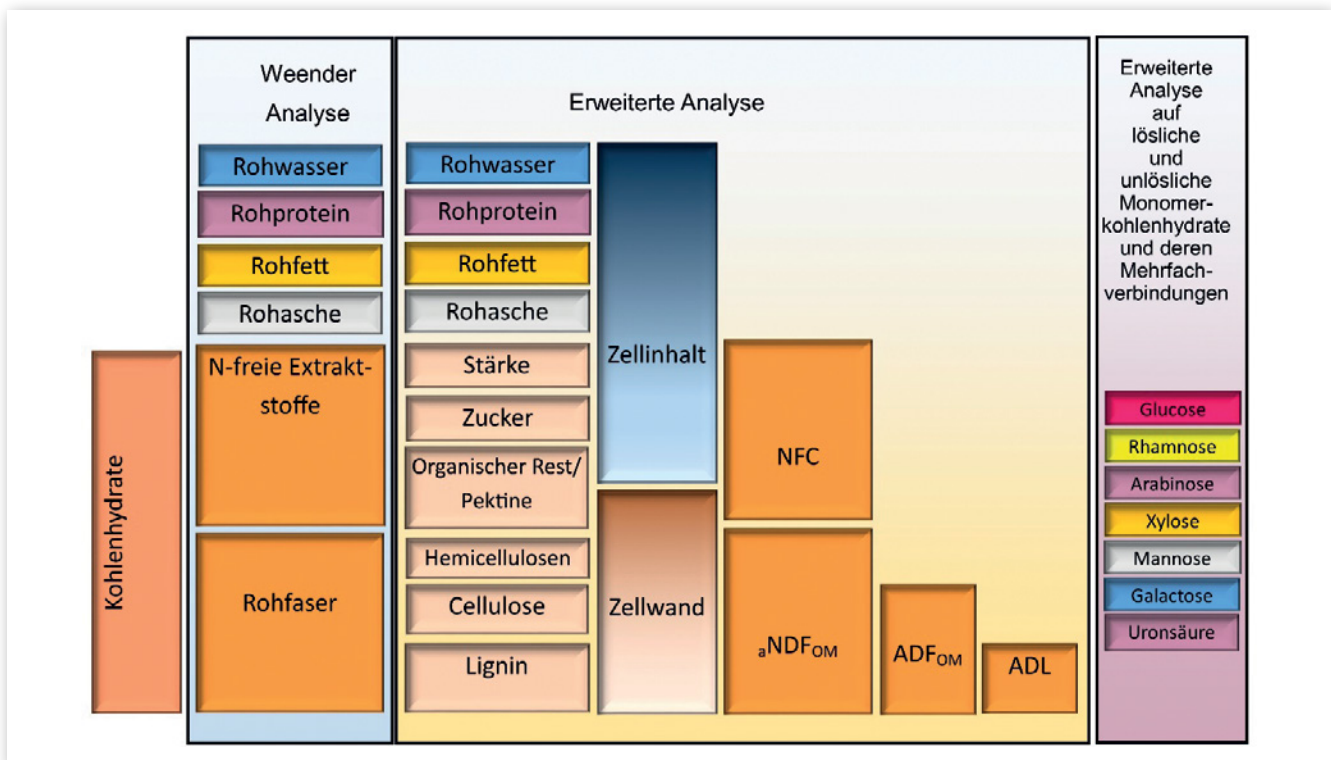 Weender
Analyse
Rohwasser
Rohprotein
Rohfett
Rohasche
N-freie Extrakt-
stoffe
Rohfaser
Kohlenhydrate
Erweiterte Analyse
Rohwasser
Rohprotein
Rohfett
Rohasche
Stärke
Zucker
Organischer Rest/
Pektine
Hemicellulosen
Cellulose
Lignin
Zellinhalt
Zellwand
NFC
aNDFOM
ADFOM
ADL
Erweiterte
Analyse
auf
lösliche
und
unlösliche
Monomer-
kohlenhydrate
und deren
Mehrfach-
verbindungen
Glucose
Rhamnose
Arabinose
Xylose
Mannose
Galactose
Uronsäure